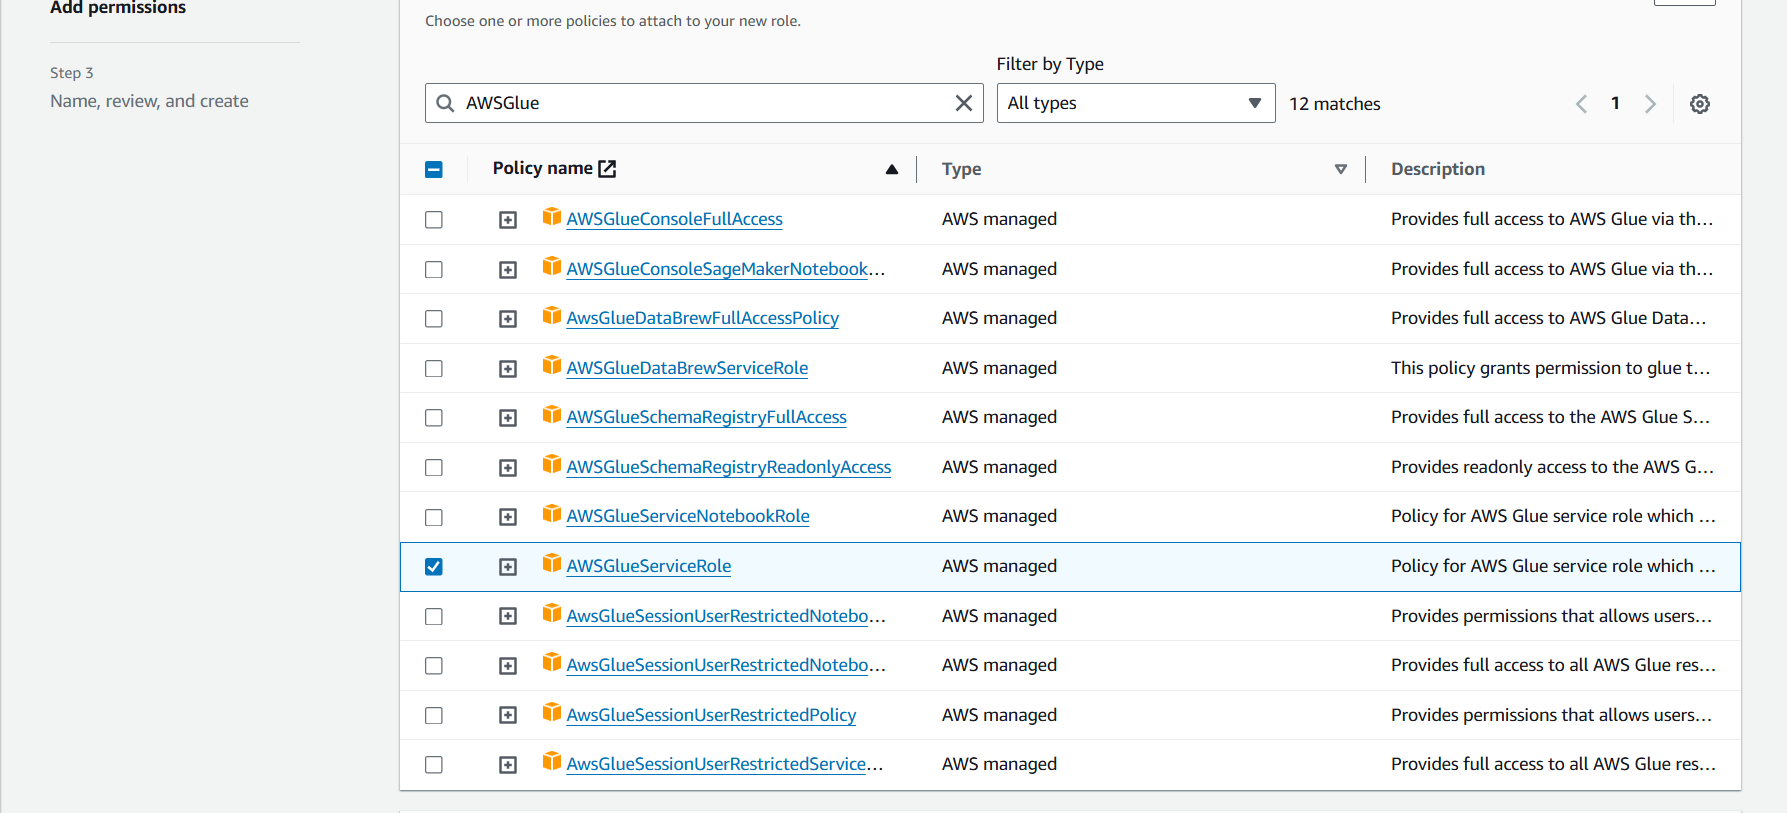 Add permissions
Step 3
Name, review, and create
Choose one or more policies to attach to your new role.
Filter by Type
AWSGlue
All types
12 matches
1
Policy name
Type
Description
AWSGlueConsoleFullAccess AWS managed Provides full access to AWS Glue via th...
AWSGlueConsoleSageMakerNotebook... AWS managed Provides full access to AWS Glue via th...
AwsGlueDataBrewFullAccessPolicy AWS managed Provides full access to AWS Glue Data...
AWSGlueDataBrewServiceRole AWS managed This policy grants permission to glue t...
AWSGlueSchemaRegistryFullAccess AWS managed Provides full access to the AWS Glue S...
AWSGlueSchemaRegistryReadonlyAccess AWS managed Provides readonly access to the AWS G...
AWSGlueServiceNotebookRole AWS managed Policy for AWS Glue service role which ...
AWSGlueServiceRole AWS managed Policy for AWS Glue service role which ...
AwsGlueSessionUserRestrictedNotebo... AWS managed Provides permissions that allows users...
AwsGlueSessionUserRestrictedNotebo... AWS managed Provides full access to all AWS Glue res...
AwsGlueSessionUserRestrictedPolicy AWS managed Provides permissions that allows users...
AwsGlueSessionUserRestrictedService... AWS managed Provides full access to all AWS Glue res...